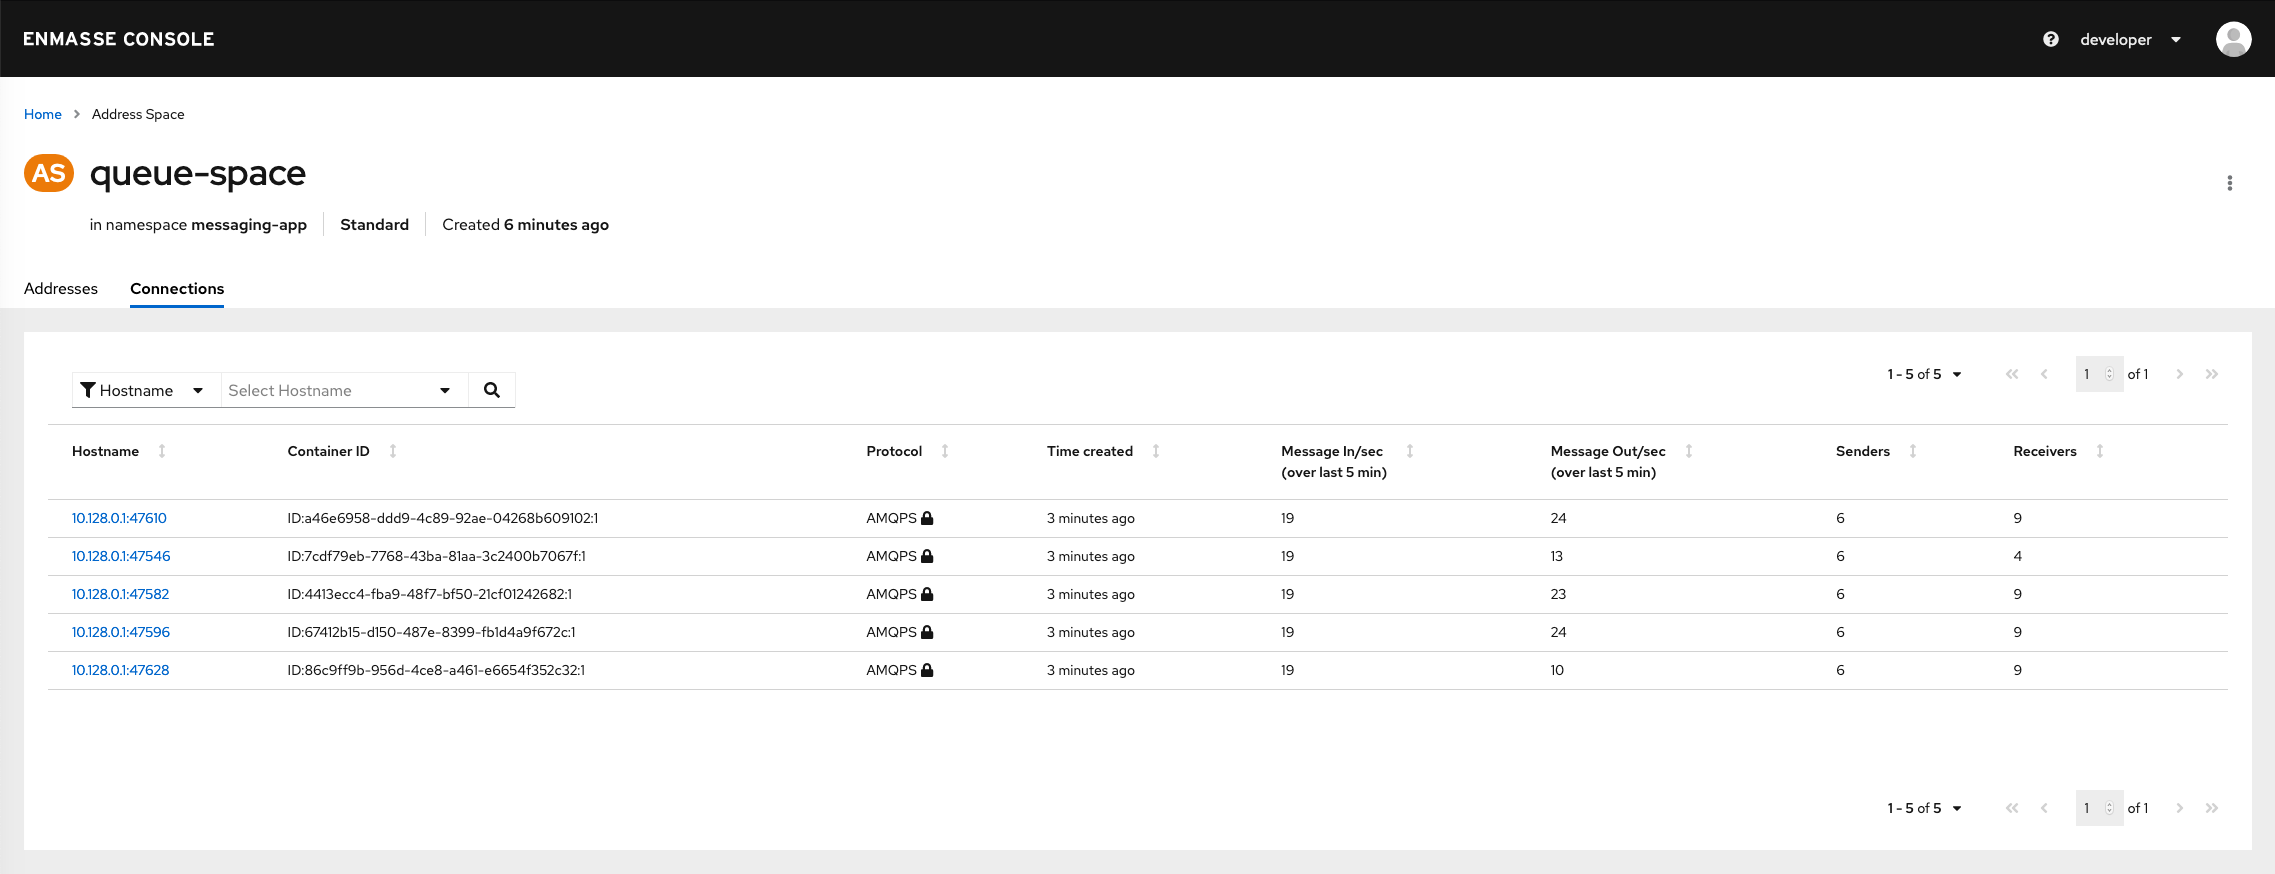 ENMASSE CONSOLE
developer
Home > Address Space
AS queue-space
in namespace messaging-app Standard Created 6 minutes ago
Addresses Connections
Hostname Select Hostname
1 - 5 of 5 1 of 1
Hostname Container ID Protocol Time created Message In/sec (over last 5 min) Message Out/sec (over last 5 min) Senders Receivers
10.128.0.1:47610 ID:a46e6958-ddd9-4c89-92ae-04268b609102:1 AMQPS 3 minutes ago 19 24 6 9
10.128.0.1:47546 ID:7cdf79eb-7768-43ba-81aa-3c2400b7067f:1 AMQPS 3 minutes ago 19 13 6 4
10.128.0.1:47582 ID:4413ecc4-fba9-48f7-bf50-21cf01242682:1 AMQPS 3 minutes ago 19 23 6 9
10.128.0.1:47596 ID:67412b15-d150-487e-8399-fb1d4a9f672c:1 AMQPS 3 minutes ago 19 24 6 9
10.128.0.1:47628 ID:86c9ff9b-956d-4ce8-a461-e6654f352c32:1 AMQPS 3 minutes ago 19 10 6 9
1 - 5 of 5 1 of 1